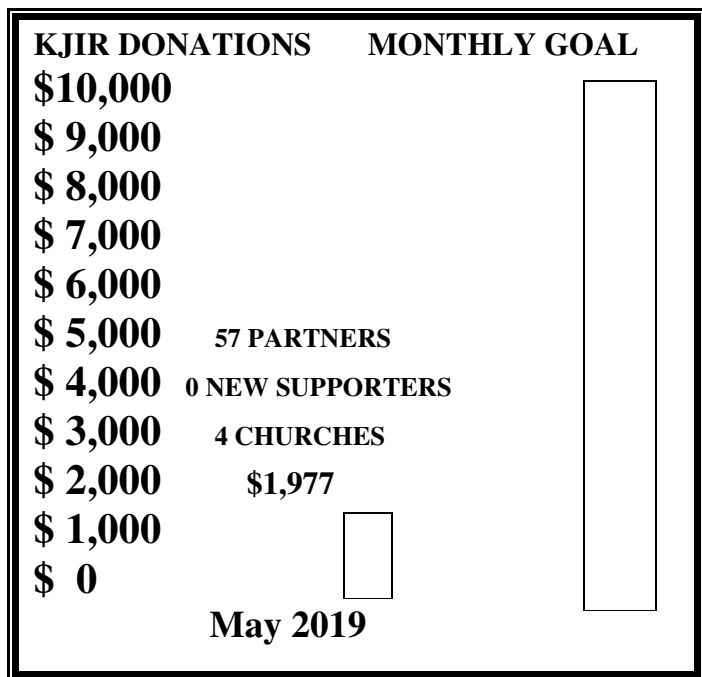 KJIR DONATIONS MONTHLY GOAL
$10,000
$ 9,000
$ 8,000
$ 7,000
$ 6,000
$ 5,000 57 PARTNERS
$ 4,000 0 NEW SUPPORTERS
$ 3,000 4 CHURCHES
$ 2,000 $1,977
$ 1,000
$ 0
May 2019